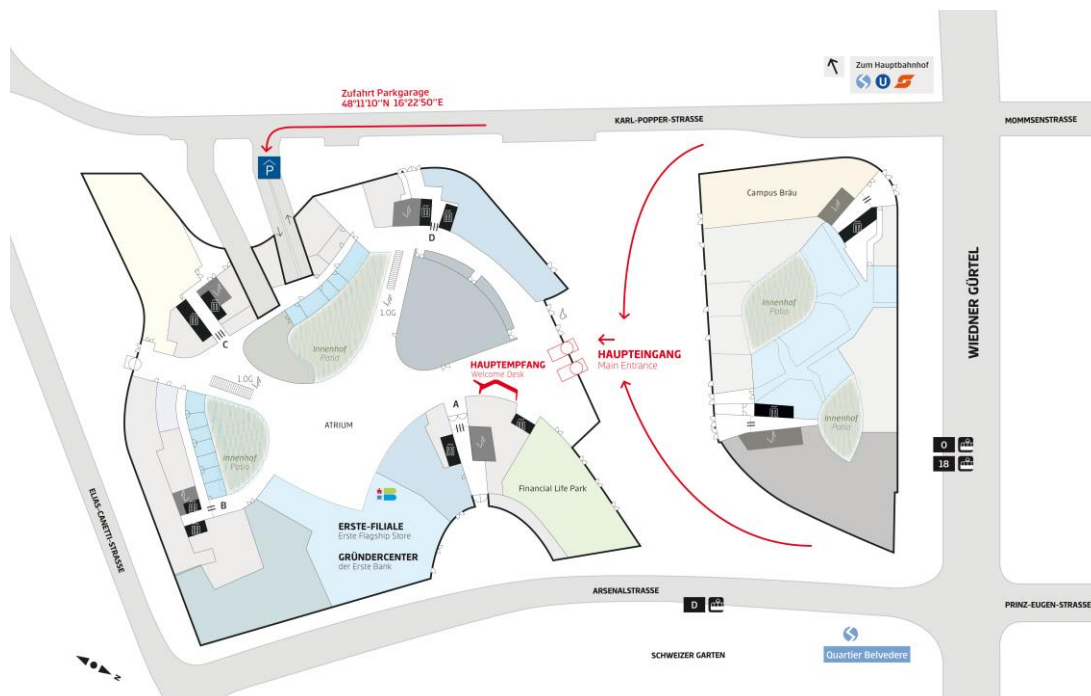 Zum Hauptbahnhof
U
Zufahrt Parkgarage
48°11'10''N 16°22'50''E
KARL-POPPER-STRASSE
MOMMSENSTRASSE
P
Campus Bräu
D
1.OG
Innenhof
Patio
Innenhof
Patio
C
HAUPTEINGANG
Main Entrance
HAUPTEMPFANG
Welcome Desk
WIEDNER GÜRTEL
1.OG
A
ATRIUM
Innenhof
Patio
Innenhof
Patio
O
18
B
Financial Life Park
ERSTE-FILIALE
Erste Flagship Store
GRÜNDERCENTER
der Erste Bank
ELIAS-CANETTI-STRASSE
ARSENALSTRASSE
D
PRINZ-EUGEN-STRASSE
SCHWEIZER GARTEN
Quartier Belvedere
N